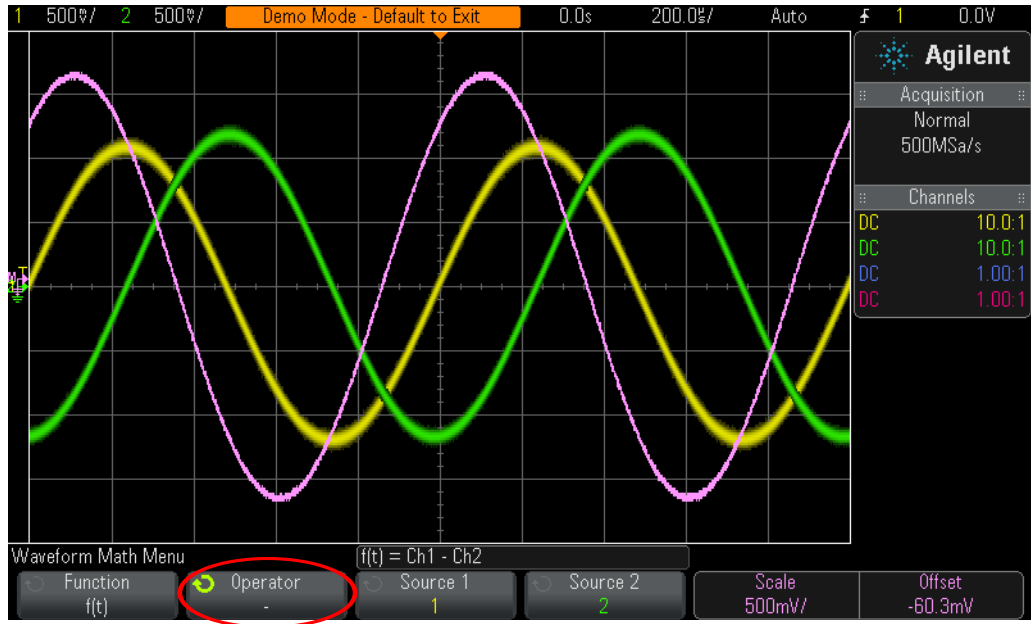 1 500mV/ 2 500mV/ Demo Mode - Default to Exit 0.0s 200.0µs/ Auto 1 0.0V
Agilent
Acquisition
Normal
500MSa/s
Channels
DC 10.0:1
DC 10.0:1
DC 1.00:1
DC 1.00:1
Waveform Math Menu f(t) = Ch1 - Ch2
Function Operator Source 1 Source 2 Scale Offset
f(t) - 1 2 500mV/ -60.3mV